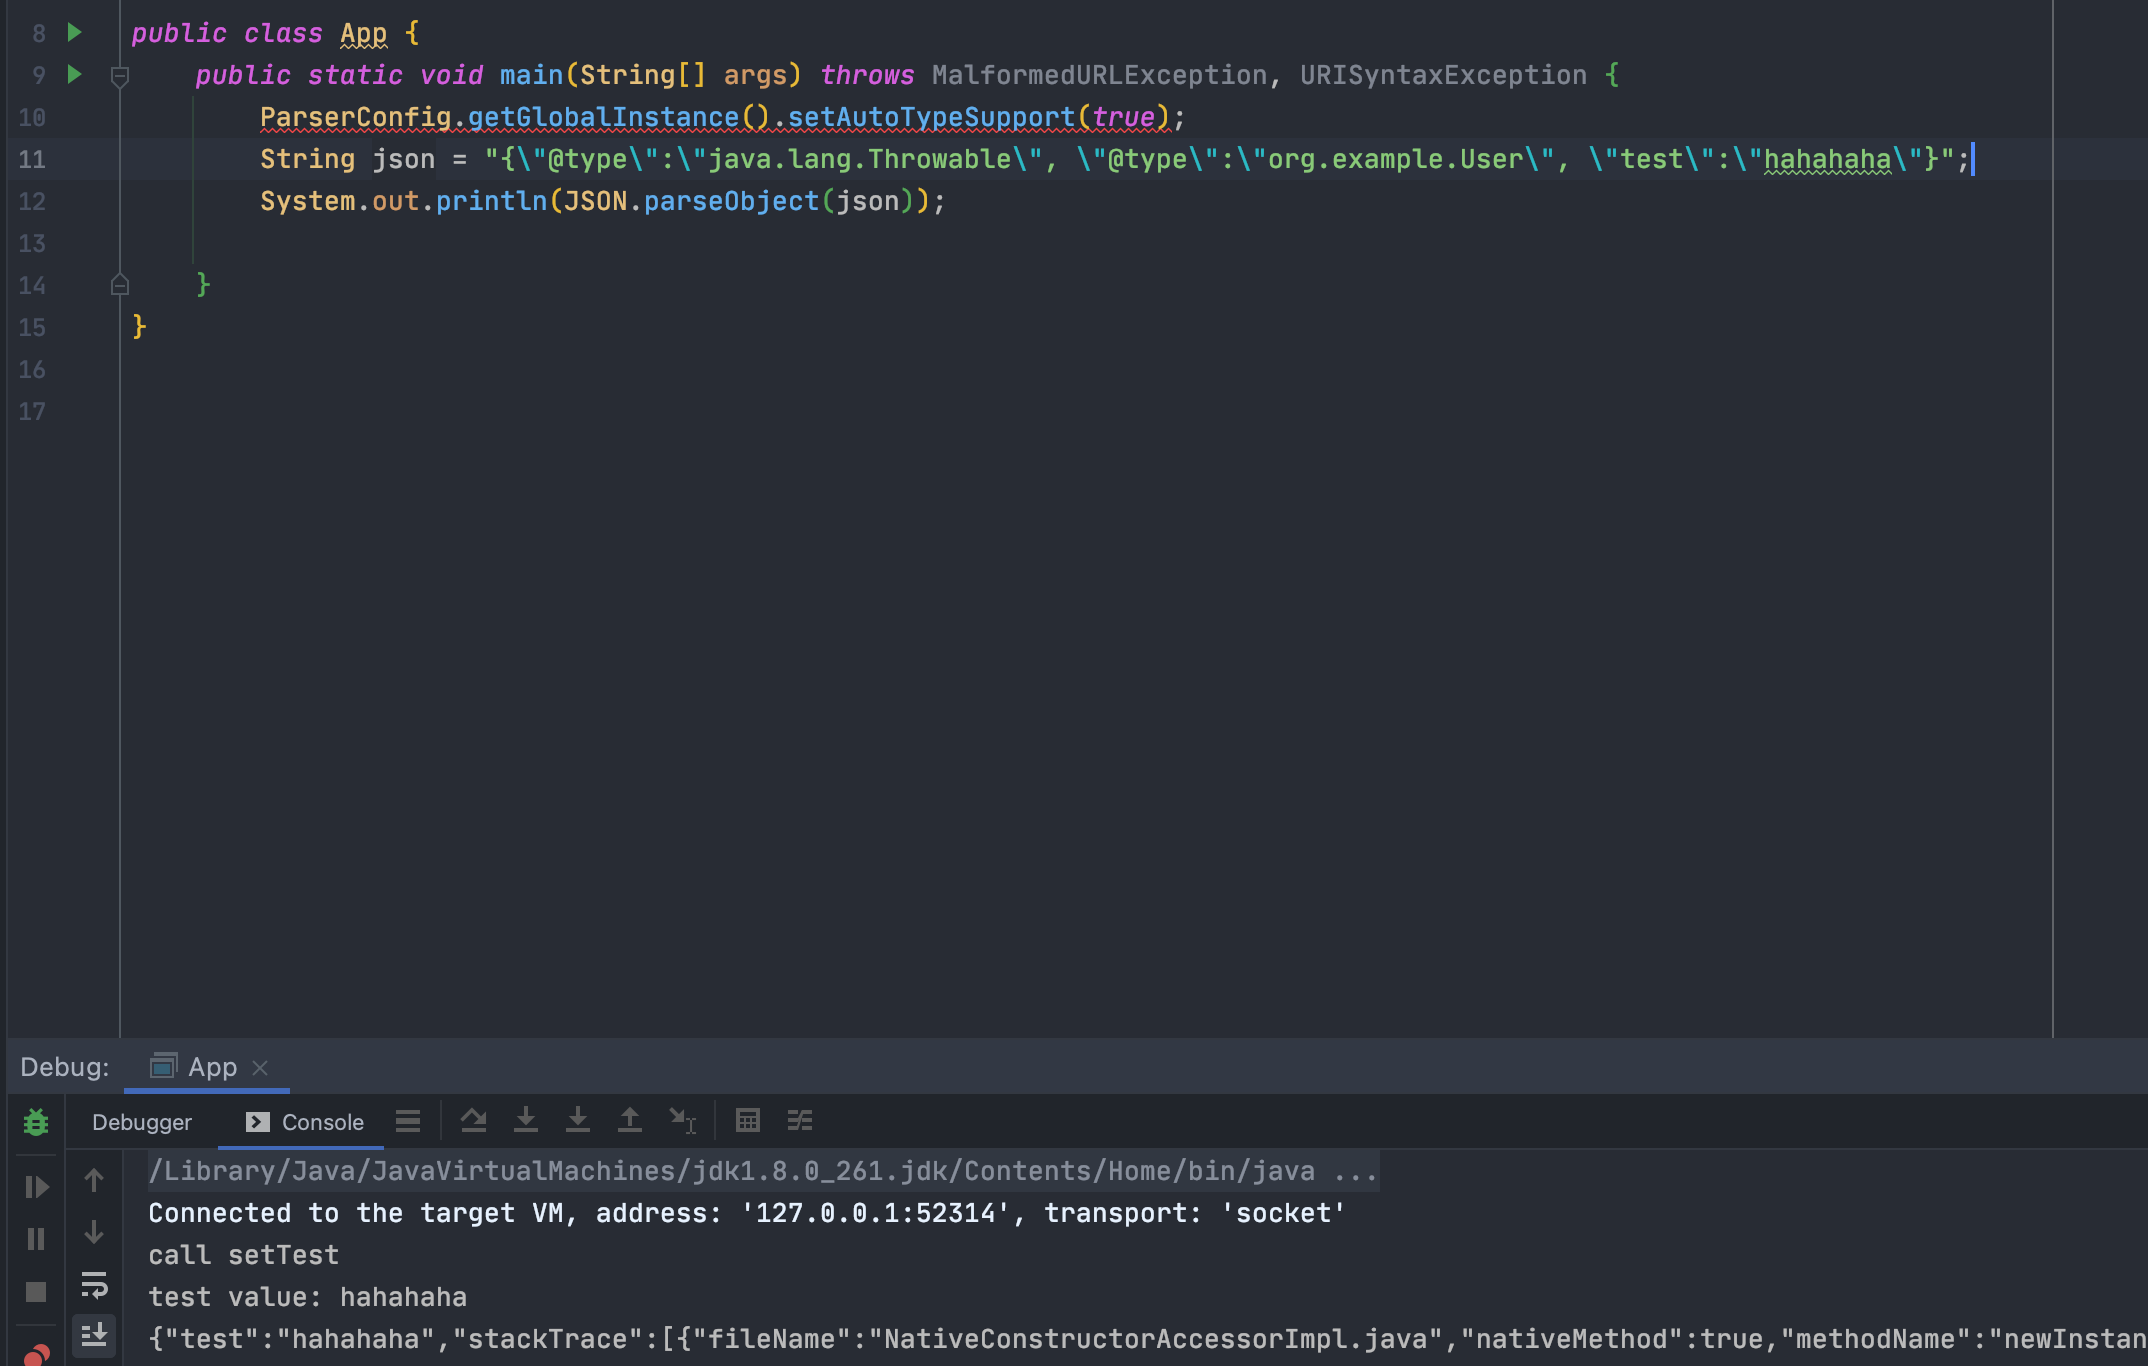 8 public class App {
9 public static void main(String[] args) throws MalformedURLException, URISyntaxException {
10 ParserConfig.getGlobalInstance().setAutoTypeSupport(true);
11 String json = "{\"@type\":\"java.lang.Throwable\", \"@type\":\"org.example.User\", \"test\":\"hahahaha\"}";
12 System.out.println(JSON.parseObject(json));
13
14 }
15 }
16
17
Debug: App
Debugger Console
/Library/Java/JavaVirtualMachines/jdk1.8.0_261.jdk/Contents/Home/bin/java ...
Connected to the target VM, address: '127.0.0.1:52314', transport: 'socket'
call setTest
test value: hahahaha
{"test":"hahahaha","stackTrace":[{"fileName":"NativeConstructorAccessorImpl.java","nativeMethod":true,"methodName":"newInstan